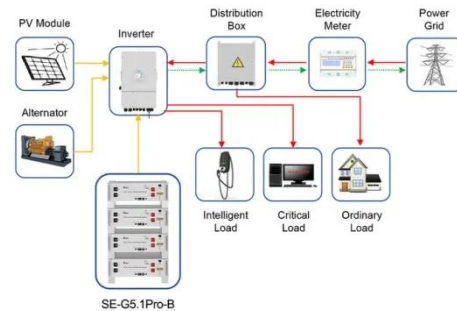 PV Module
Inverter
Distribution
Box
Electricity
Meter
Power
Grid
Alternator
Intelligent
Load
Critical
Load
Ordinary
Load
SE-G5.1Pro-B